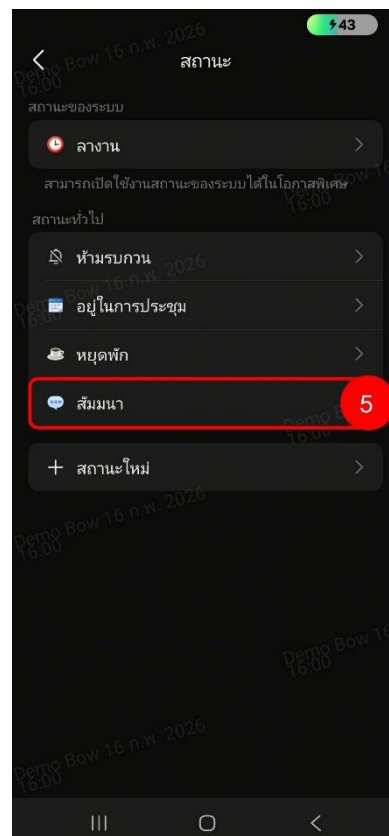 43
สถานะ
สถานะของระบบ
ลางาน
สามารถเปิดใช้งานสถานะของระบบได้ในโอกาสพิเศษ
สถานะทั่วไป
ห้ามรบกวน
อยู่ในการประชุม
หยุดพัก
สัมมนา
5
สถานะใหม่
Demo Bow 16 ก.พ. 2026
16:00